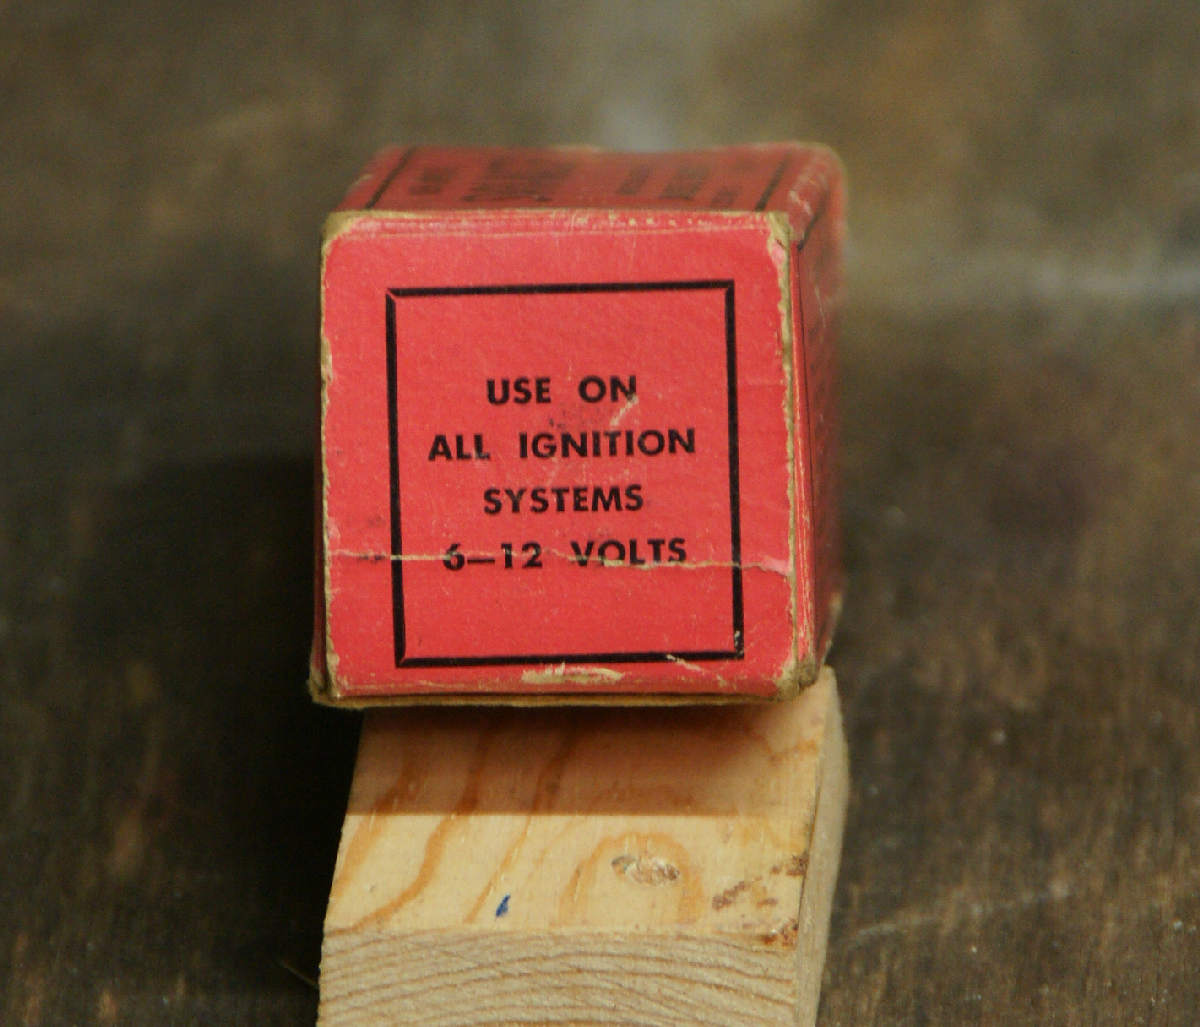 USE ON
ALL IGNITION
SYSTEMS
6–12 VOLTS